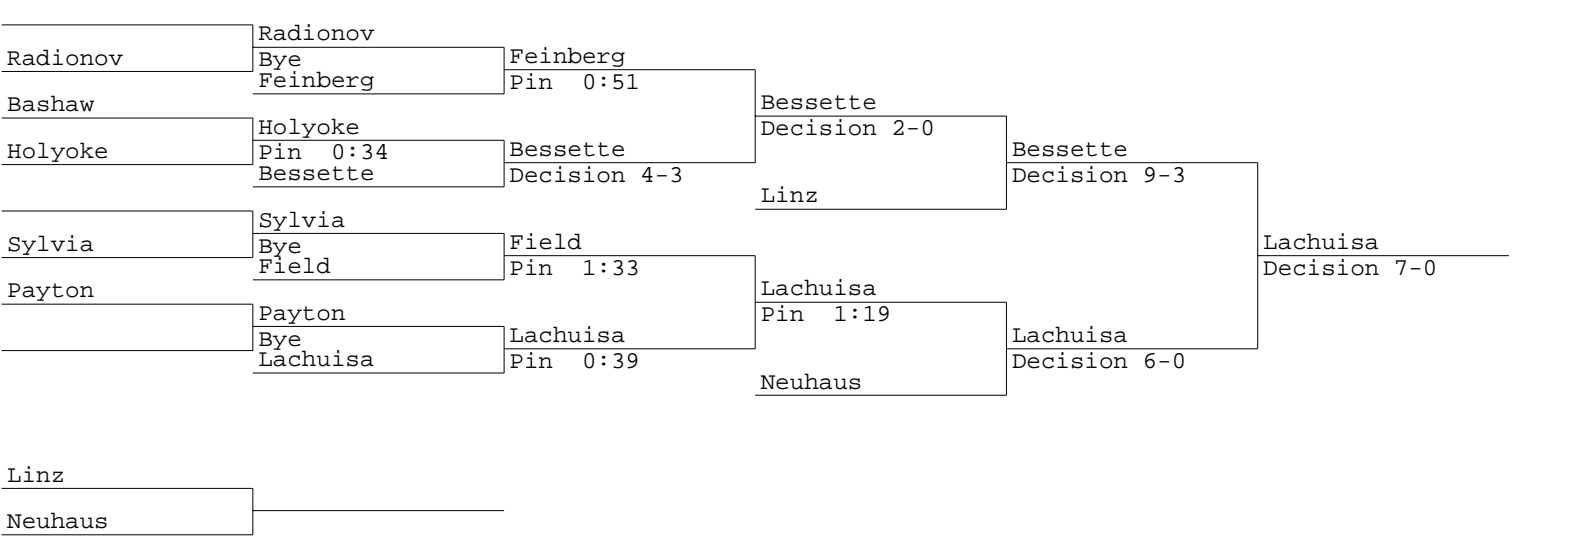 Radionov
Radionov
Bye
Feinberg
Feinberg
Pin 0:51
Bashaw
Holyoke
Holyoke
Pin 0:34
Bessette
Bessette
Decision 4-3
Bessette
Decision 2-0
Linz
Bessette
Decision 9-3
Sylvia
Sylvia
Bye
Field
Field
Pin 1:33
Payton
Payton
Bye
Lachuisa
Lachuisa
Pin 0:39
Lachuisa
Pin 1:19
Neuhaus
Lachuisa
Decision 6-0
Lachuisa
Decision 7-0
Linz
Neuhaus